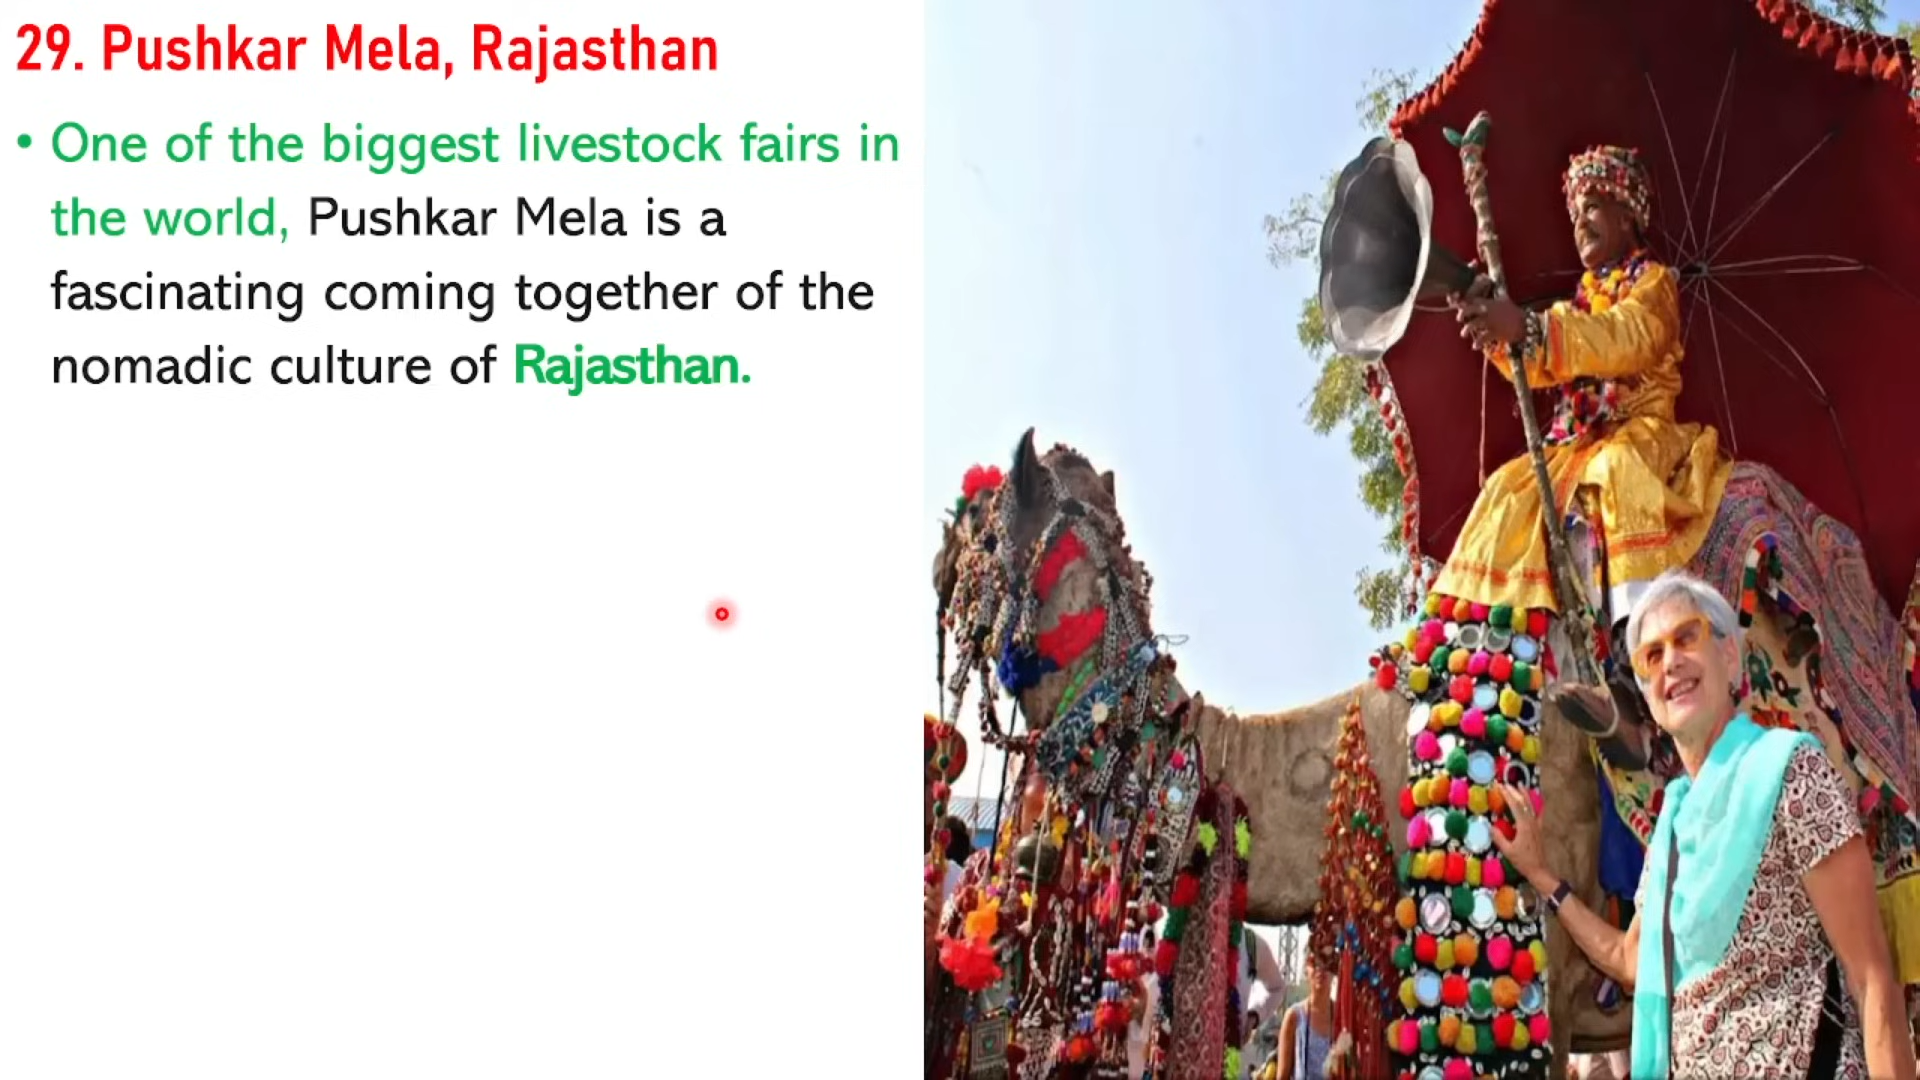 29. Pushkar Mela, Rajasthan
• One of the biggest livestock fairs in
the world, Pushkar Mela is a
fascinating coming together of the
nomadic culture of Rajasthan.